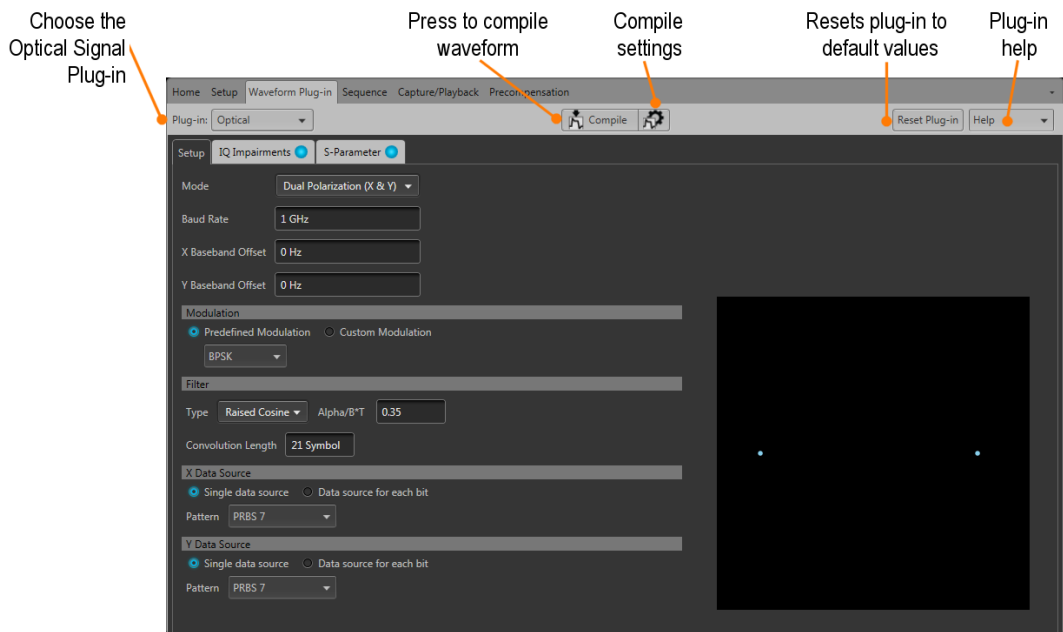 Choose the
Optical Signal
Plug-in
Press to compile
waveform
Compile
settings
Resets plug-in to
default values
Plug-in
help
Home Setup Waveform Plug-in Sequence Capture/Playback Precompensation
Plug-in: Optical Compile Reset Plug-in Help
Setup IQ Impairments S-Parameter
Mode Dual Polarization (X & Y)
Baud Rate 1 GHz
X Baseband Offset 0 Hz
Y Baseband Offset 0 Hz
Modulation
Predefined Modulation Custom Modulation
BPSK
Filter
Type Raised Cosine Alpha/B*T 0.35
Convolution Length 21 Symbol
X Data Source
Single data source Data source for each bit
Pattern PRBS 7
Y Data Source
Single data source Data source for each bit
Pattern PRBS 7